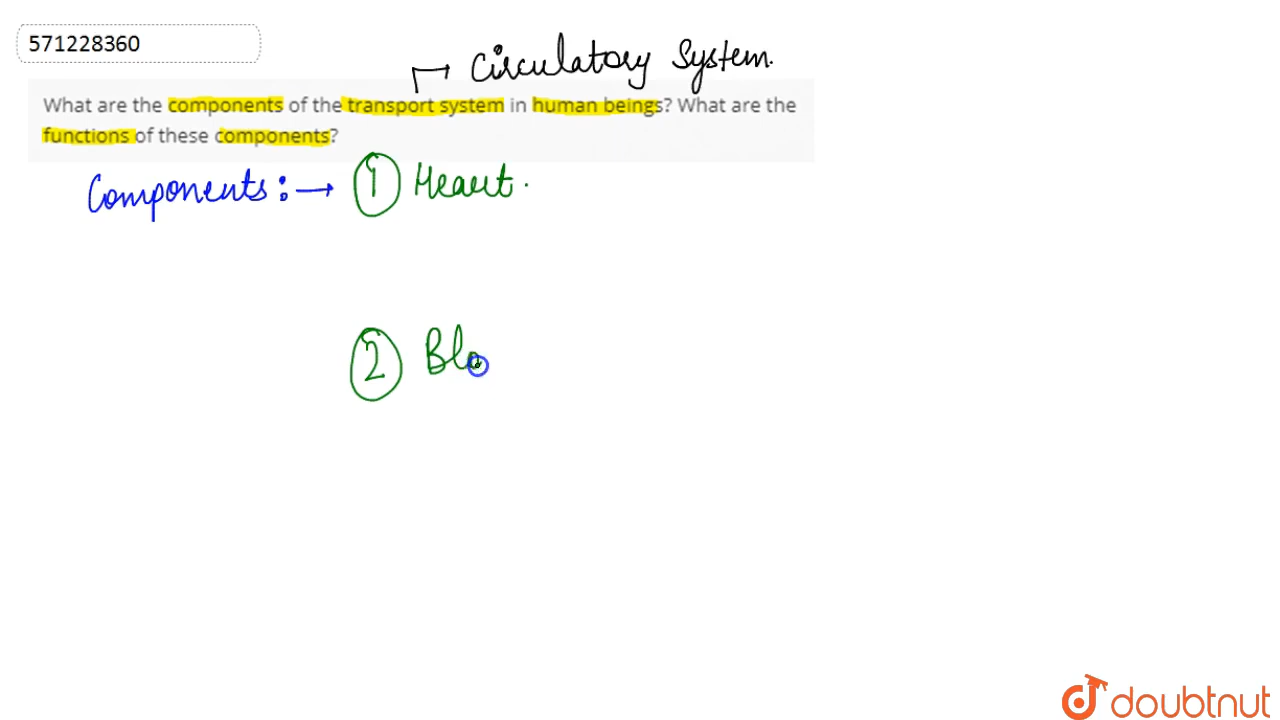 571228360
Circulatory System.
What are the components of the transport system in human beings? What are the
functions of these components?
Components :→ 1 Heart.
2 Blo
doubtnut